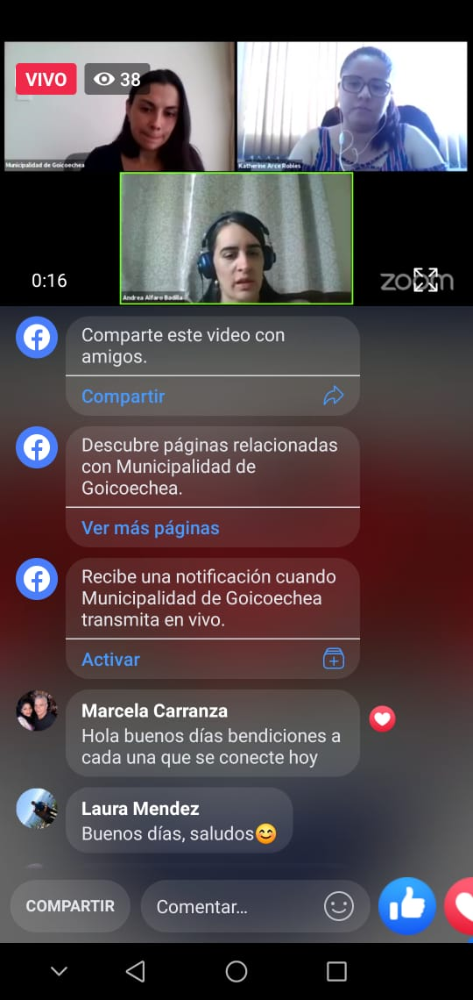 VIVO
38
Municipalidad de Goicoechea
Katherine Arce Robles
Andrea Alfaro Badilla
0:16
zoom
Comparte este video con
amigos.
Compartir
Descubre páginas relacionadas
con Municipalidad de
Goicoechea.
Ver más páginas
Recibe una notificación cuando
Municipalidad de Goicoechea
transmita en vivo.
Activar
Marcela Carranza
Hola buenos días bendiciones a
cada una que se conecte hoy
Laura Mendez
Buenos días, saludos😊
COMPARTIR
Comentar...